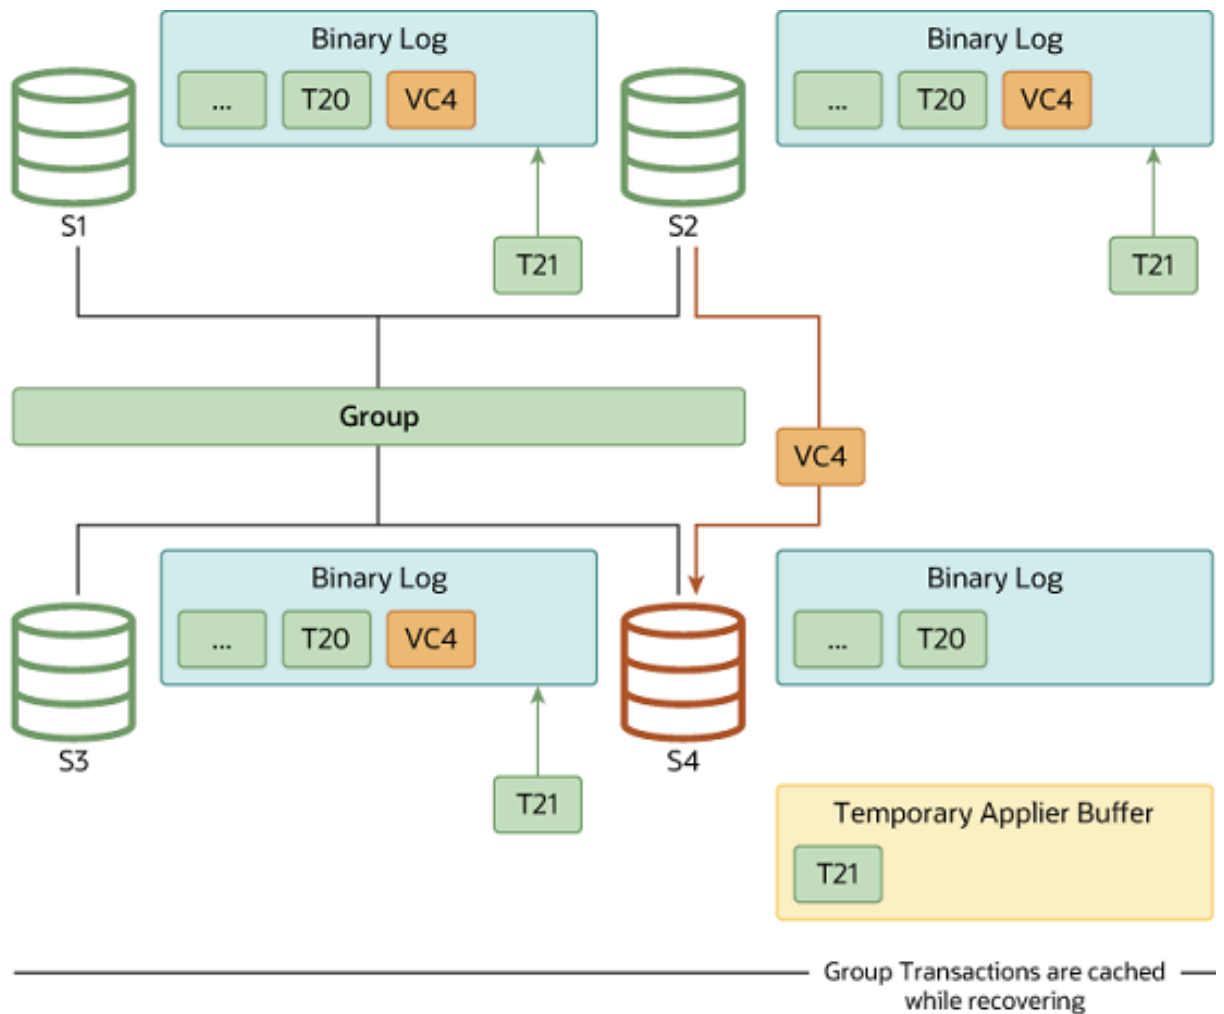 Binary Log
... T20 VC4
S1
T21
Binary Log
... T20 VC4
S2
T21
Group
VC4
Binary Log
... T20 VC4
S3
T21
Binary Log
... T20
S4
Temporary Applier Buffer
T21
Group Transactions are cached
while recovering